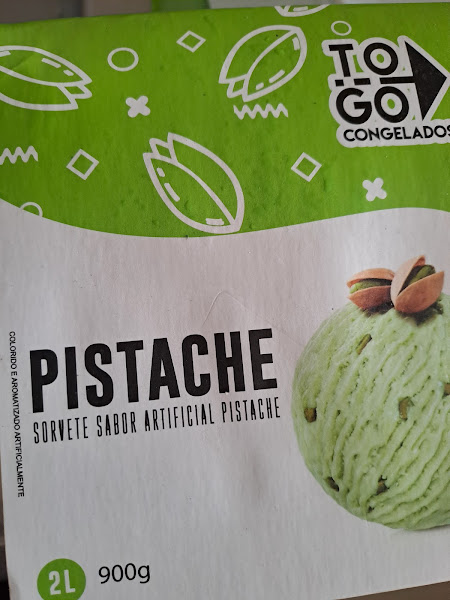 TO
GO
CONGELADOS
PISTACHE
SORVETE SABOR ARTIFICIAL PISTACHE
COLORIDO E AROMATIZADO ARTIFICIALMENTE
2L
900g